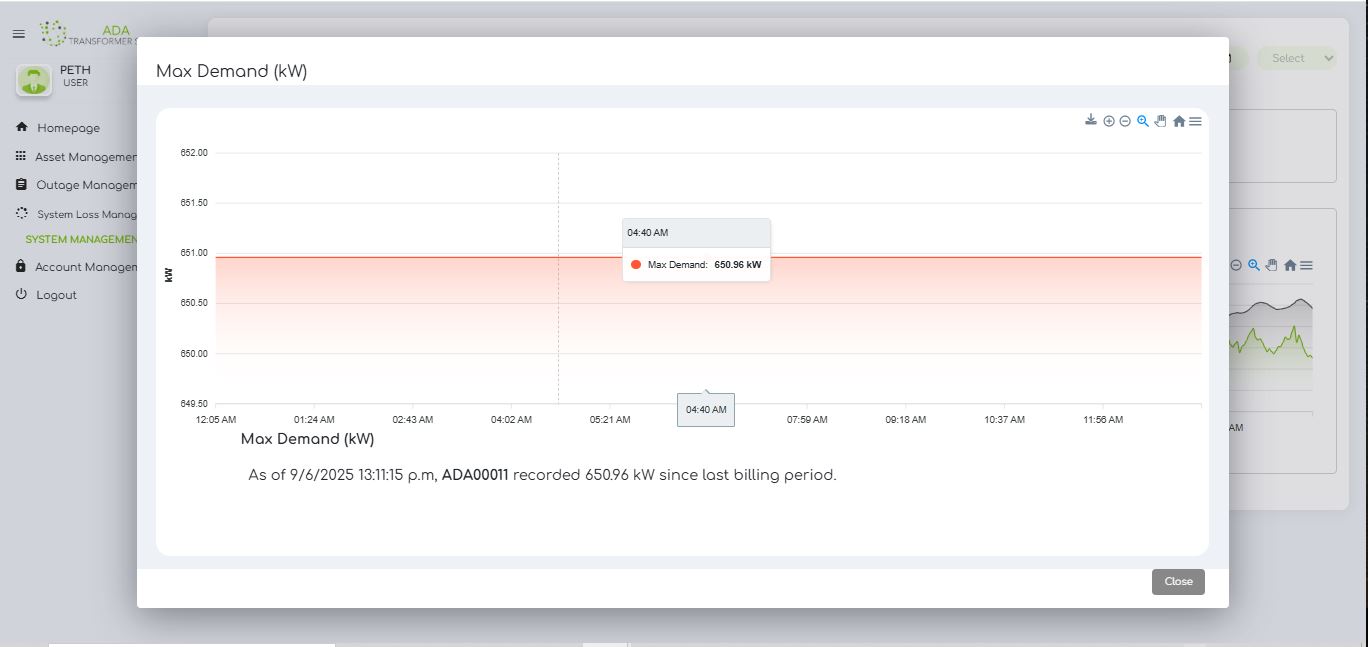 ADA
TRANSFORMER S
PETH
USER
Homepage
Asset Managemen
Outage Managem
System Loss Manag
SYSTEM MANAGEMEN
Account Managem
Logout
Select
Max Demand (kW)
652.00
651.50
651.00
650.50
650.00
649.50
kW
04:40 AM
Max Demand: 650.96 kW
12:05 AM 01:24 AM 02:43 AM 04:02 AM 05:21 AM 04:40 AM 07:59 AM 09:18 AM 10:37 AM 11:56 AM
AM
Max Demand (kW)
As of 9/6/2025 13:11:15 p.m, ADA00011 recorded 650.96 kW since last billing period.
Close